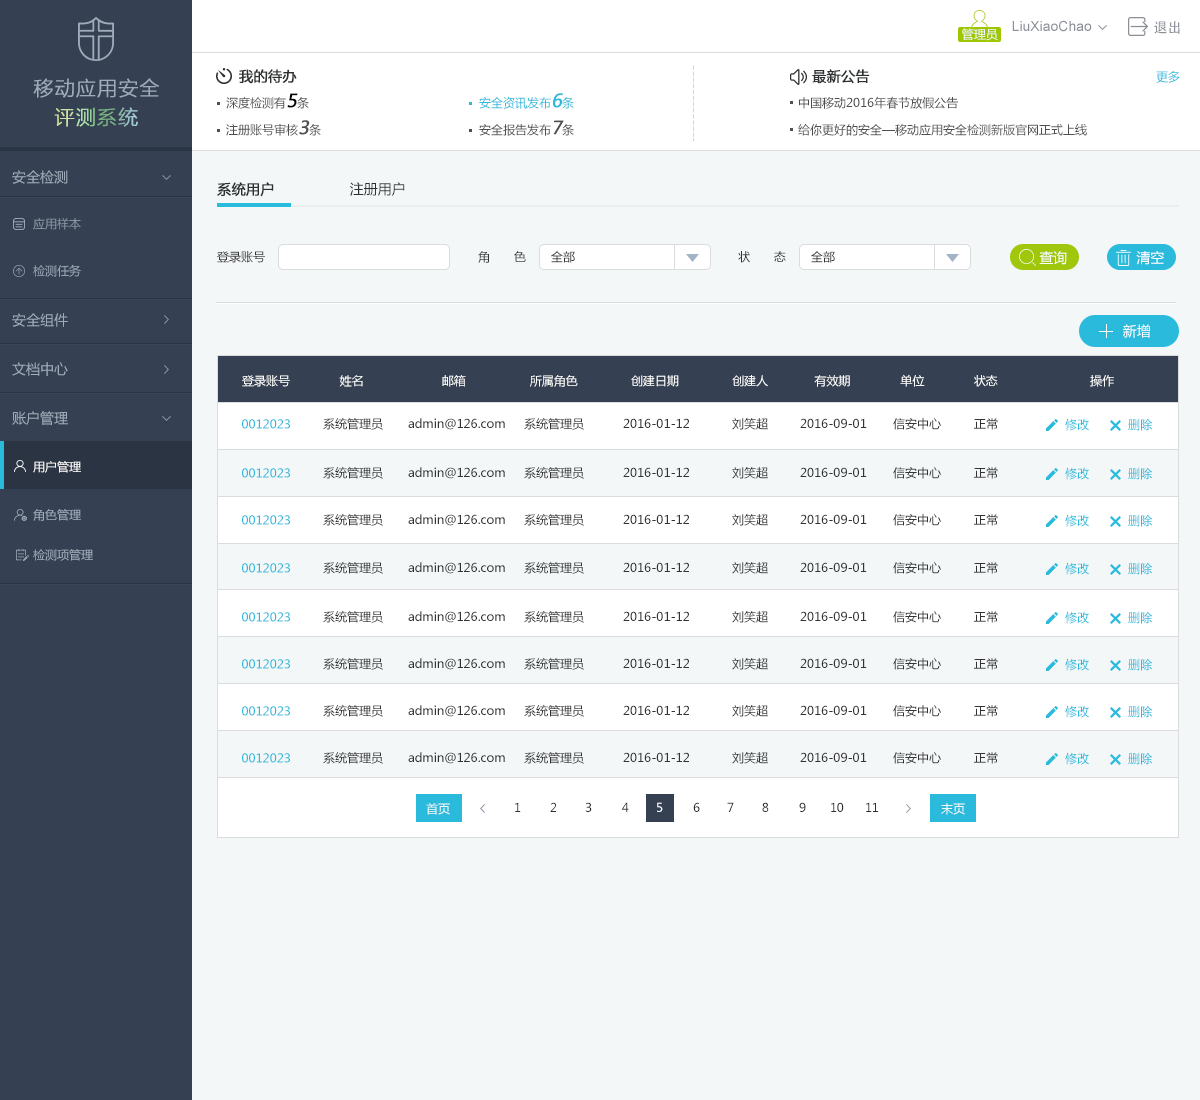 移动应用安全
评测系统
安全检测
应用样本
检测任务
安全组件
文档中心
账户管理
用户管理
角色管理
检测项管理
管理员 LiuXiaoChao 退出
我的待办
深度检测有5条 安全资讯发布6条
注册账号审核3条 安全报告发布7条
最新公告 更多
中国移动2016年春节放假公告
给你更好的安全—移动应用安全检测新版官网正式上线
系统用户 注册用户
登录账号 角 色 全部 状 态 全部 查询 清空
新增
登录账号 姓名 邮箱 所属角色 创建日期 创建人 有效期 单位 状态 操作
0012023 系统管理员 admin@126.com 系统管理员 2016-01-12 刘笑超 2016-09-01 信安中心 正常 修改 删除
0012023 系统管理员 admin@126.com 系统管理员 2016-01-12 刘笑超 2016-09-01 信安中心 正常 修改 删除
0012023 系统管理员 admin@126.com 系统管理员 2016-01-12 刘笑超 2016-09-01 信安中心 正常 修改 删除
0012023 系统管理员 admin@126.com 系统管理员 2016-01-12 刘笑超 2016-09-01 信安中心 正常 修改 删除
0012023 系统管理员 admin@126.com 系统管理员 2016-01-12 刘笑超 2016-09-01 信安中心 正常 修改 删除
0012023 系统管理员 admin@126.com 系统管理员 2016-01-12 刘笑超 2016-09-01 信安中心 正常 修改 删除
0012023 系统管理员 admin@126.com 系统管理员 2016-01-12 刘笑超 2016-09-01 信安中心 正常 修改 删除
0012023 系统管理员 admin@126.com 系统管理员 2016-01-12 刘笑超 2016-09-01 信安中心 正常 修改 删除
首页 < 1 2 3 4 5 6 7 8 9 10 11 > 末页